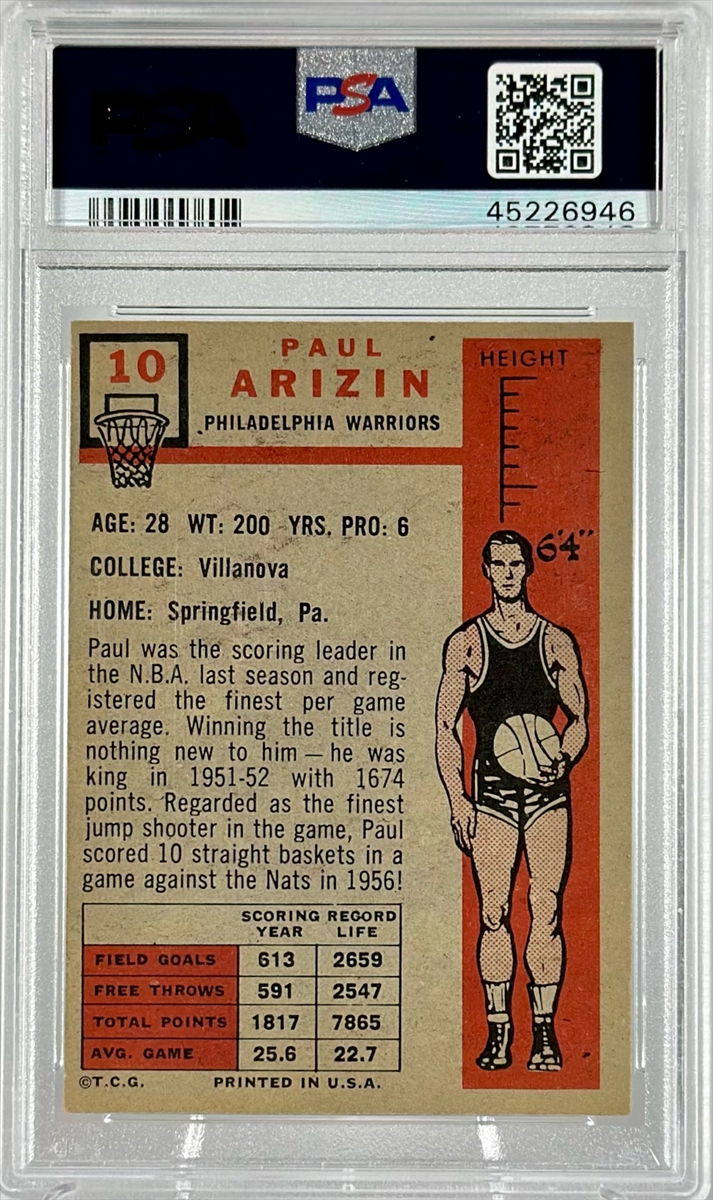 PSA
PSA
45226946
10
PAUL
ARIZIN
PHILADELPHIA WARRIORS
HEIGHT
6'4"
AGE: 28 WT: 200 YRS. PRO: 6
COLLEGE: Villanova
HOME: Springfield, Pa.
Paul was the scoring leader in
the N.B.A. last season and reg-
istered the finest per game
average. Winning the title is
nothing new to him — he was
king in 1951-52 with 1674
points. Regarded as the finest
jump shooter in the game, Paul
scored 10 straight baskets in a
game against the Nats in 1956!
SCORING RECORD
YEAR LIFE
FIELD GOALS 613 2659
FREE THROWS 591 2547
TOTAL POINTS 1817 7865
AVG. GAME 25.6 22.7
©T.C.G. PRINTED IN U.S.A.